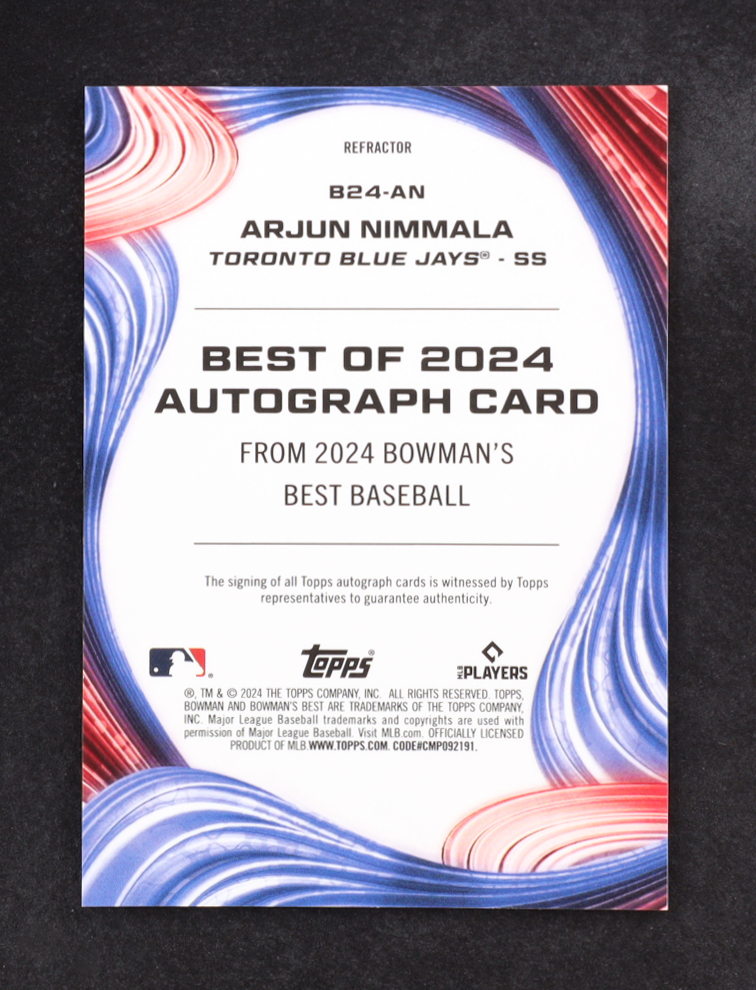 REFRACTOR
B24-AN
ARJUN NIMMALA
TORONTO BLUE JAYS® - SS
BEST OF 2024
AUTOGRAPH CARD
FROM 2024 BOWMAN'S
BEST BASEBALL
The signing of all Topps autograph cards is witnessed by Topps
representatives to guarantee authenticity.
® topps® MLB PLAYERS
®, TM & © 2024 THE TOPPS COMPANY, INC. ALL RIGHTS RESERVED. TOPPS,
BOWMAN AND BOWMAN'S BEST ARE TRADEMARKS OF THE TOPPS COMPANY,
INC. Major League Baseball trademarks and copyrights are used with
permission of Major League Baseball. Visit MLB.com. OFFICIALLY LICENSED
PRODUCT OF MLB. WWW.TOPPS.COM. CODE#CMP092191.